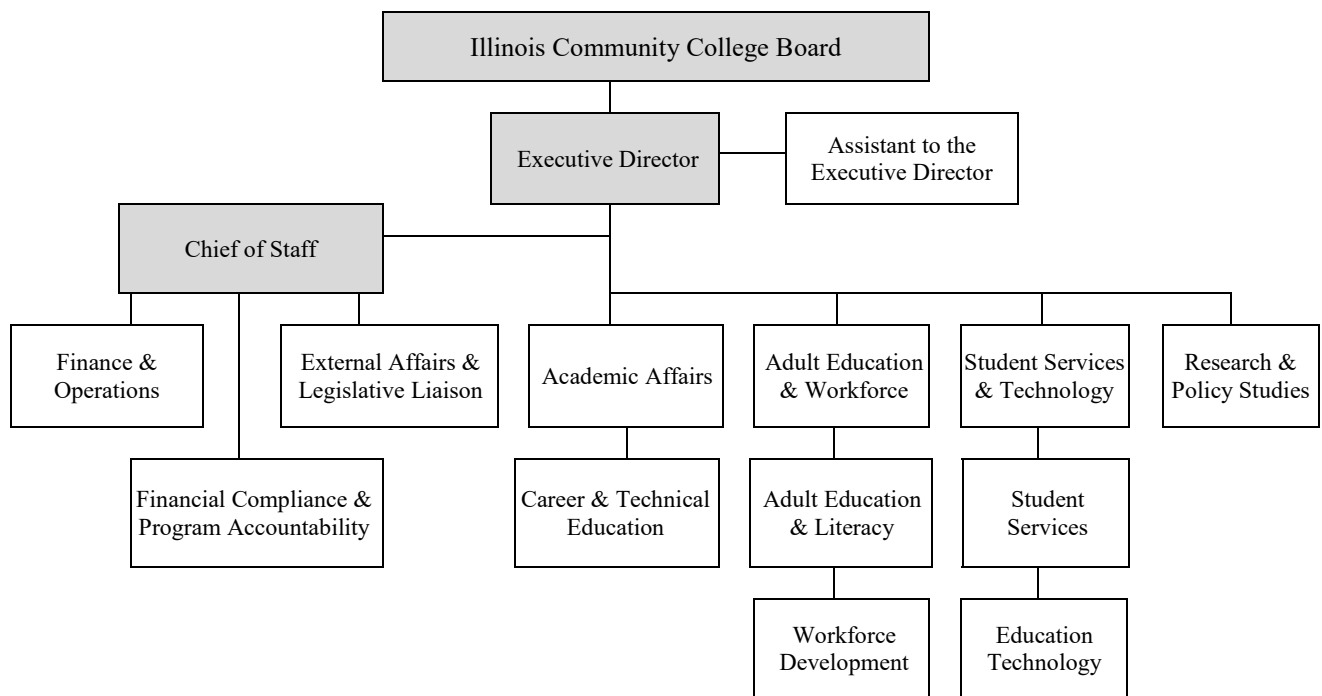 Illinois Community College Board
Executive Director
Assistant to the
Executive Director
Chief of Staff
Finance &
Operations
External Affairs &
Legislative Liaison
Academic Affairs
Adult Education
& Workforce
Student Services
& Technology
Research &
Policy Studies
Financial Compliance &
Program Accountability
Career & Technical
Education
Adult Education
& Literacy
Student
Services
Workforce
Development
Education
Technology